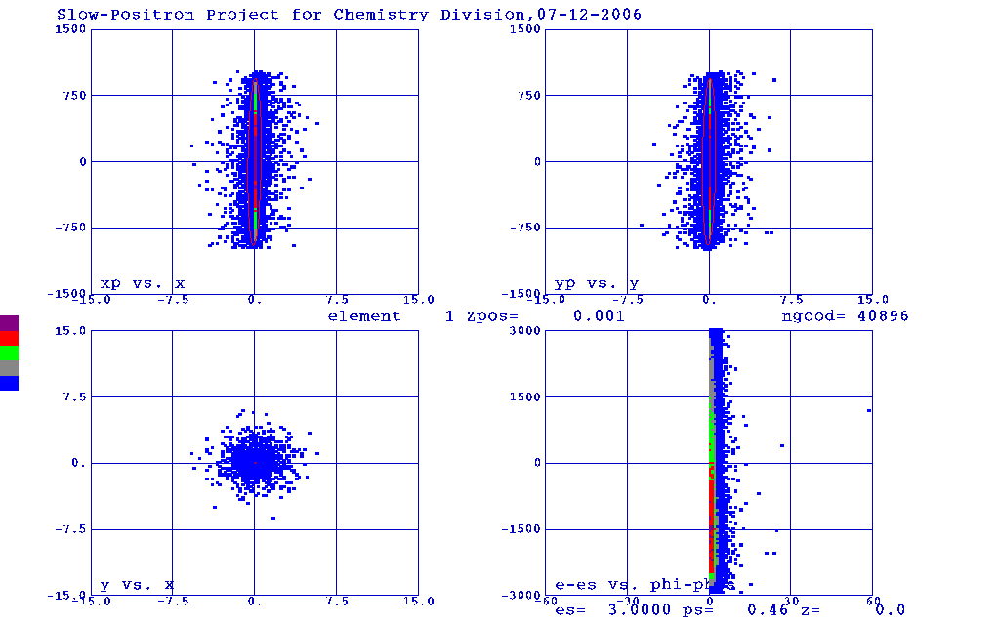 Slow-Positron Project for Chemistry Division,07-12-2006
1500
750
0
-750
-1500
-15.0 -7.5 0. 7.5 15.0
xp vs. x
1500
750
0
-750
-1500
-15.0 -7.5 0. 7.5 15.0
yp vs. y
element 1 Zpos= 0.001 ngood= 40896
15.0
7.5
0.
-7.5
-15.0
-15.0 -7.5 0. 7.5 15.0
y vs. x
3000
1500
0
-1500
-3000
-60 -30 0 30 60
e-es vs. phi-phis
es= 3.0000 ps= 0.46 z= 0.0